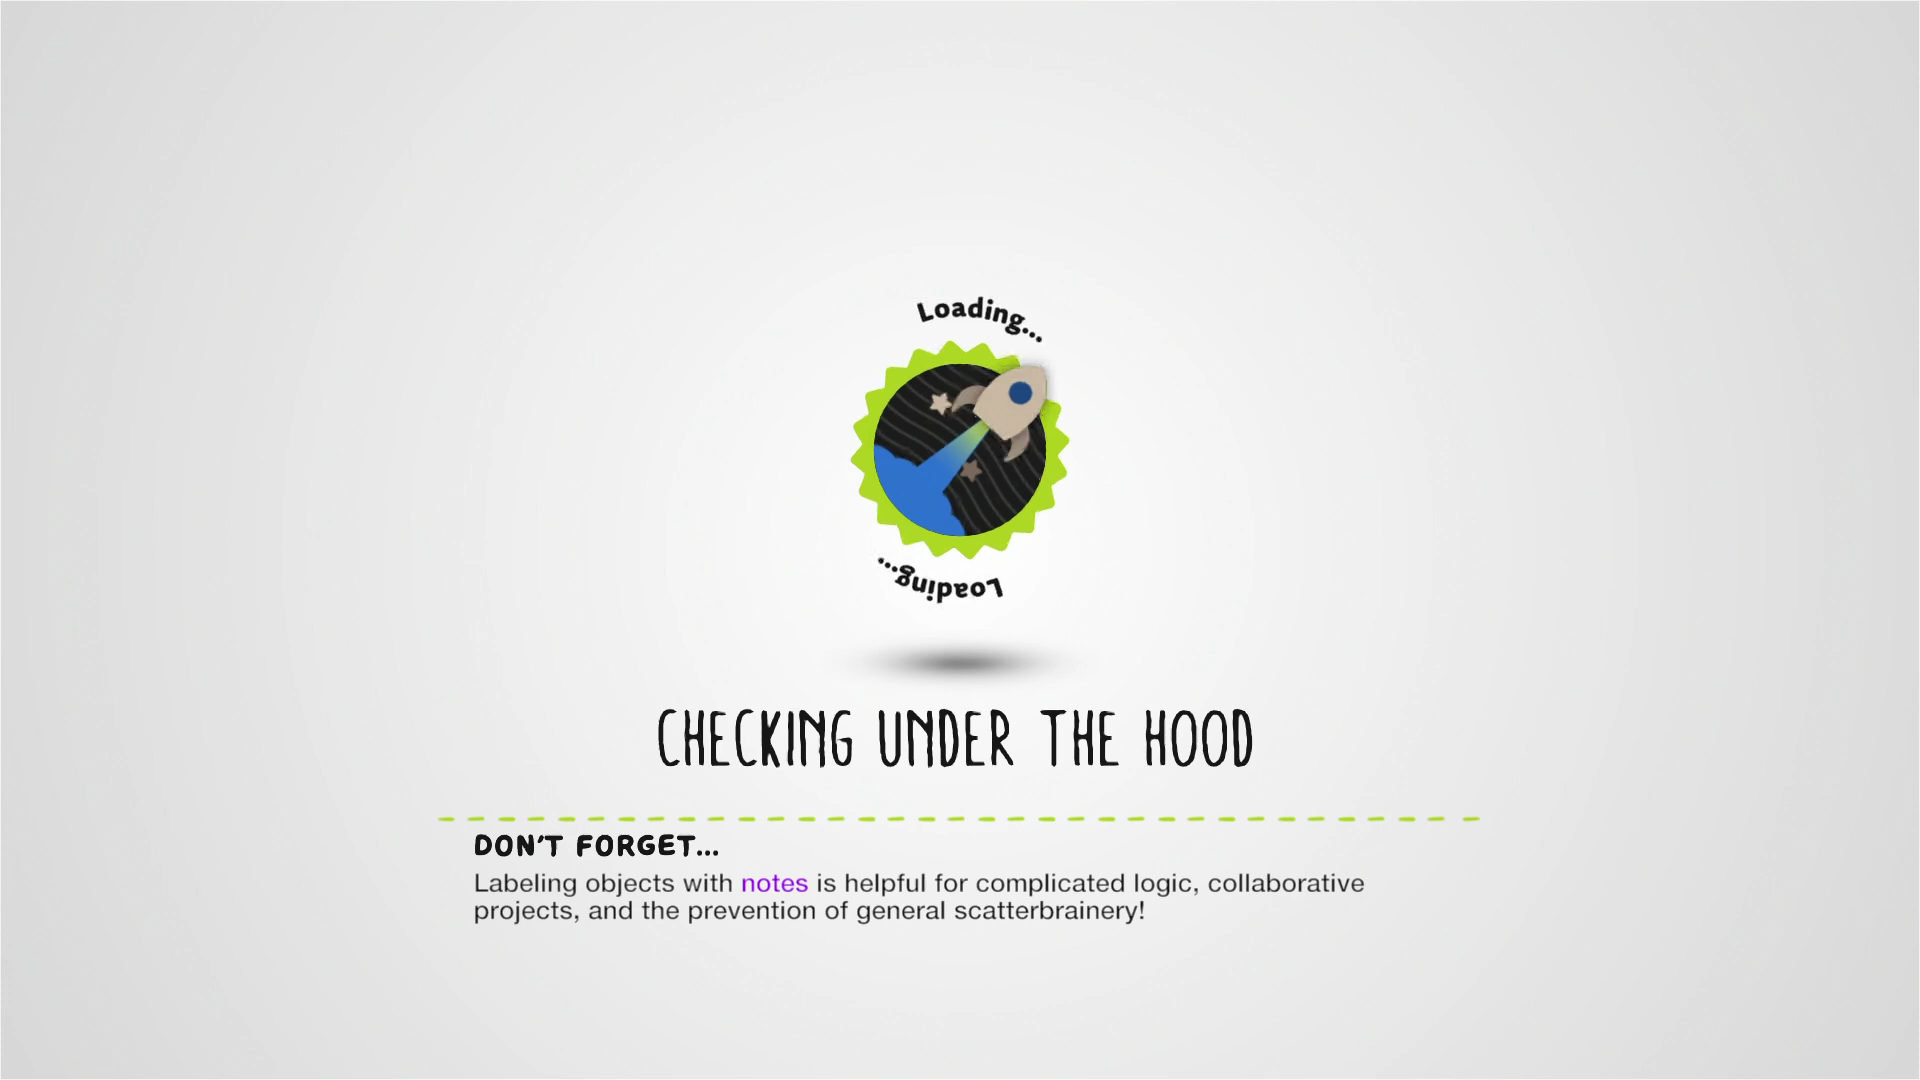 Loading...
Loading...
CHECKING UNDER THE HOOD
DON'T FORGET...
Labeling objects with notes is helpful for complicated logic, collaborative
projects, and the prevention of general scatterbrainery!